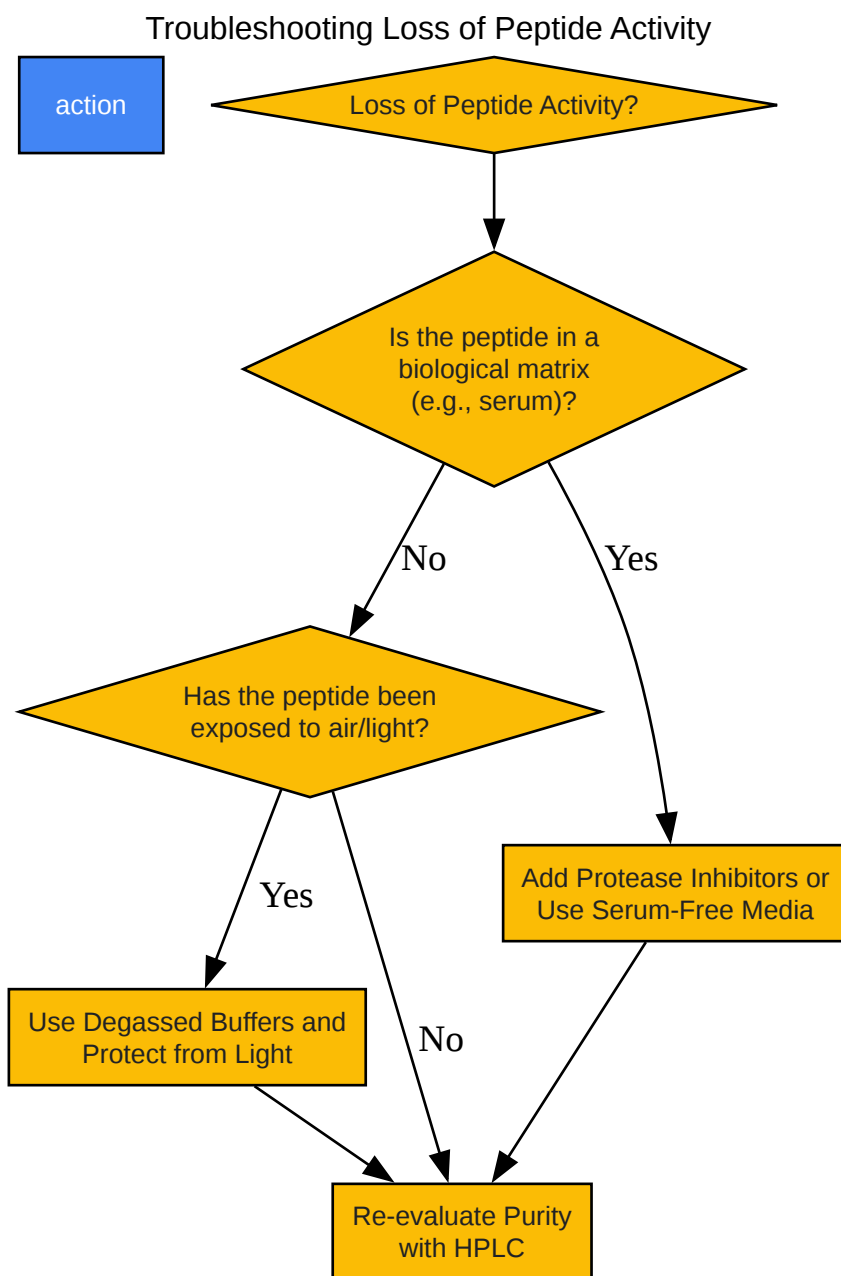 Troubleshooting Loss of Peptide Activity
action
Loss of Peptide Activity?
Is the peptide in a
biological matrix
(e.g., serum)?
No
Yes
Has the peptide been
exposed to air/light?
Add Protease Inhibitors or
Use Serum-Free Media
Yes
Use Degassed Buffers and
Protect from Light
No
Re-evaluate Purity
with HPLC